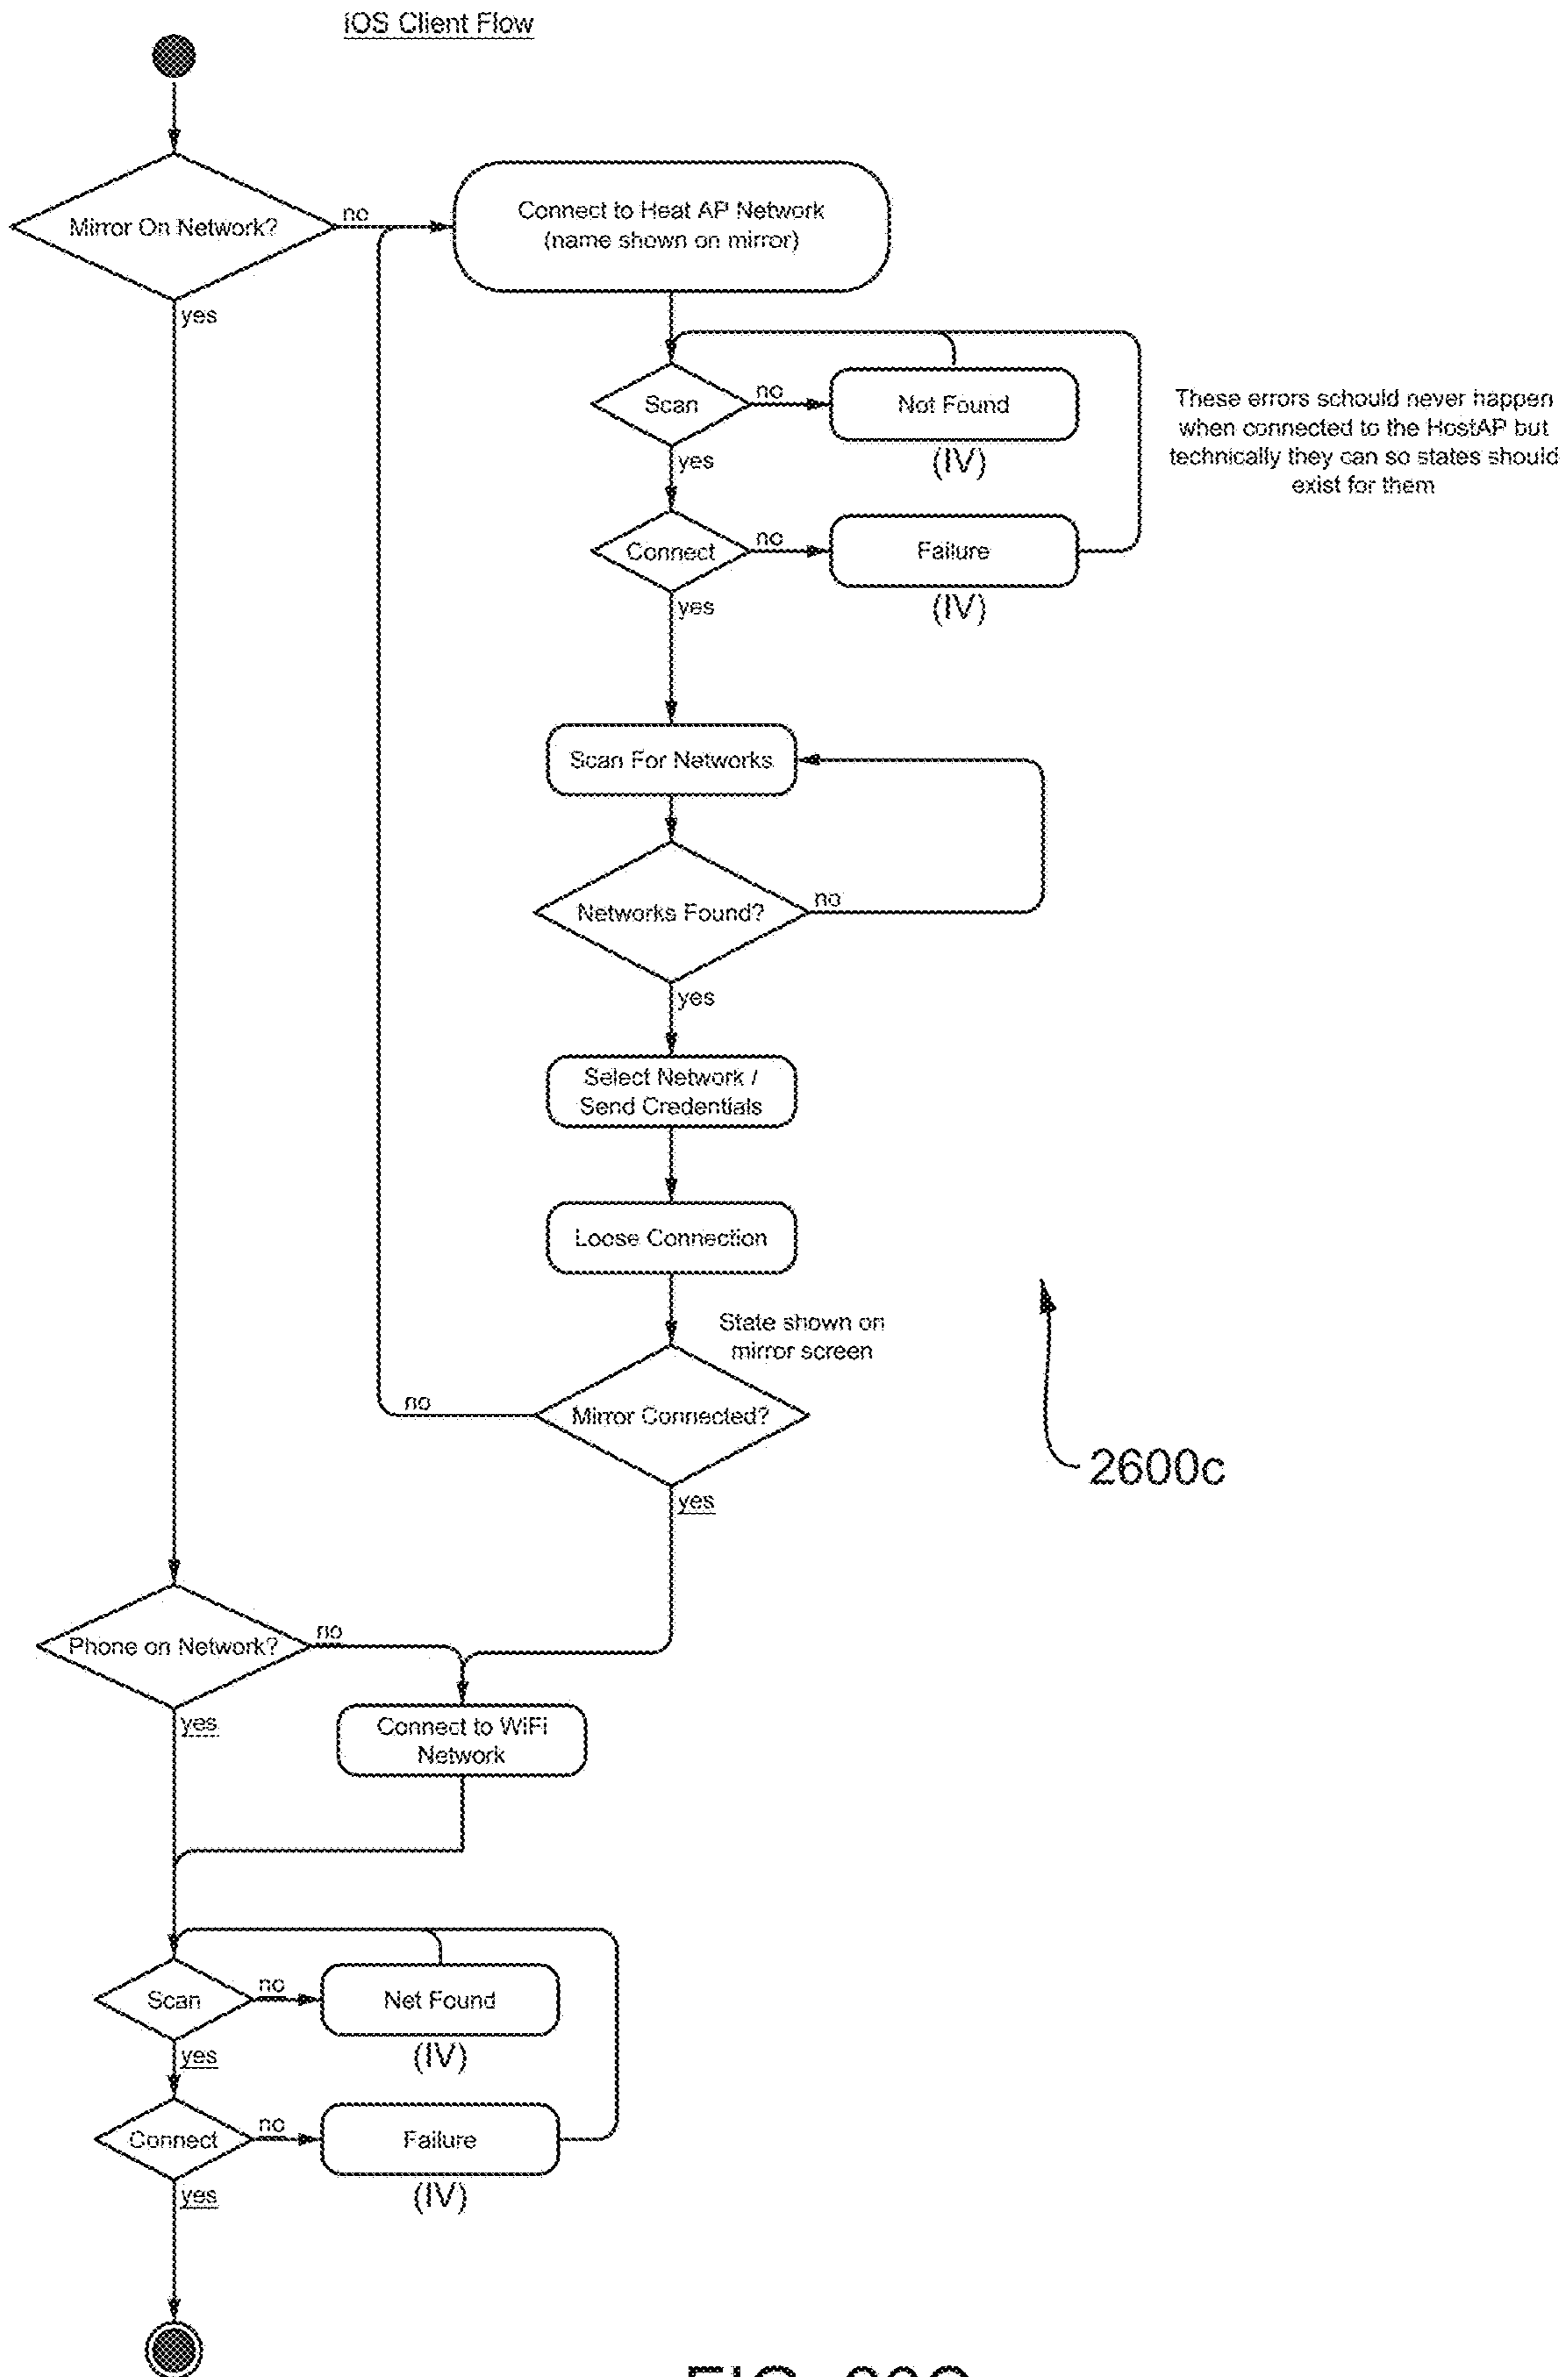 iOS Client Flow
Mirror On Network?
no
Connect to Heat AP Network
(name shown on mirror)
yes
Scan
no
Not Found
(IV)
These errors schould never happen
when connected to the HostAP but
technically they can so states should
exist for them
yes
Connect
no
Failure
(IV)
yes
Scan For Networks
Networks Found?
no
yes
Select Network /
Send Credentials
Loose Connection
State shown on
mirror screen
Mirror Connected?
no
2600c
yes
Phone on Network?
no
yes
Connect to WiFi
Network
Scan
no
Net Found
(IV)
yes
Connect
no
Failure
(IV)
yes